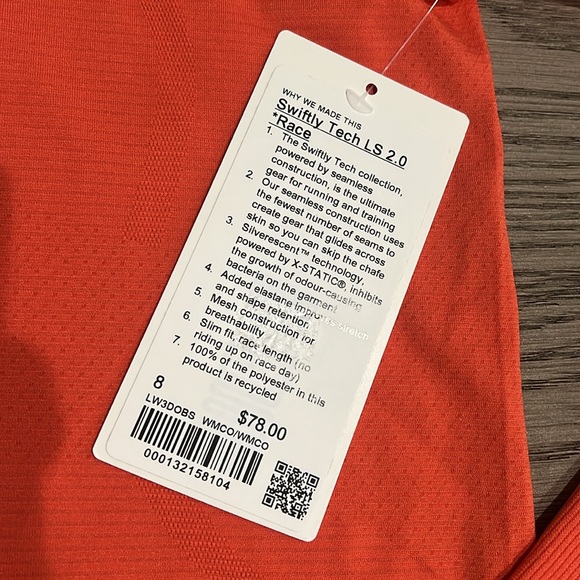 WHY WE MADE THIS
Swiftly Tech LS 2.0
*Race
1. The Swiftly Tech collection,
powered by seamless
construction, is the ultimate
gear for running and training
2. Our seamless construction uses
the fewest number of seams to
create gear that glides across
skin so you can skip the chafe
3. Silverescent™ technology,
powered by X-STATIC®, inhibits
the growth of odour-causing
bacteria on the garment
4. Added elastane improves stretch
and shape retention
5. Mesh construction for
breathability
6. Slim fit, race length (no
riding up on race day)
7. 100% of the polyester in this
product is recycled
8 $78.00
LW3DOBS WMCO/WMCO
000132158104